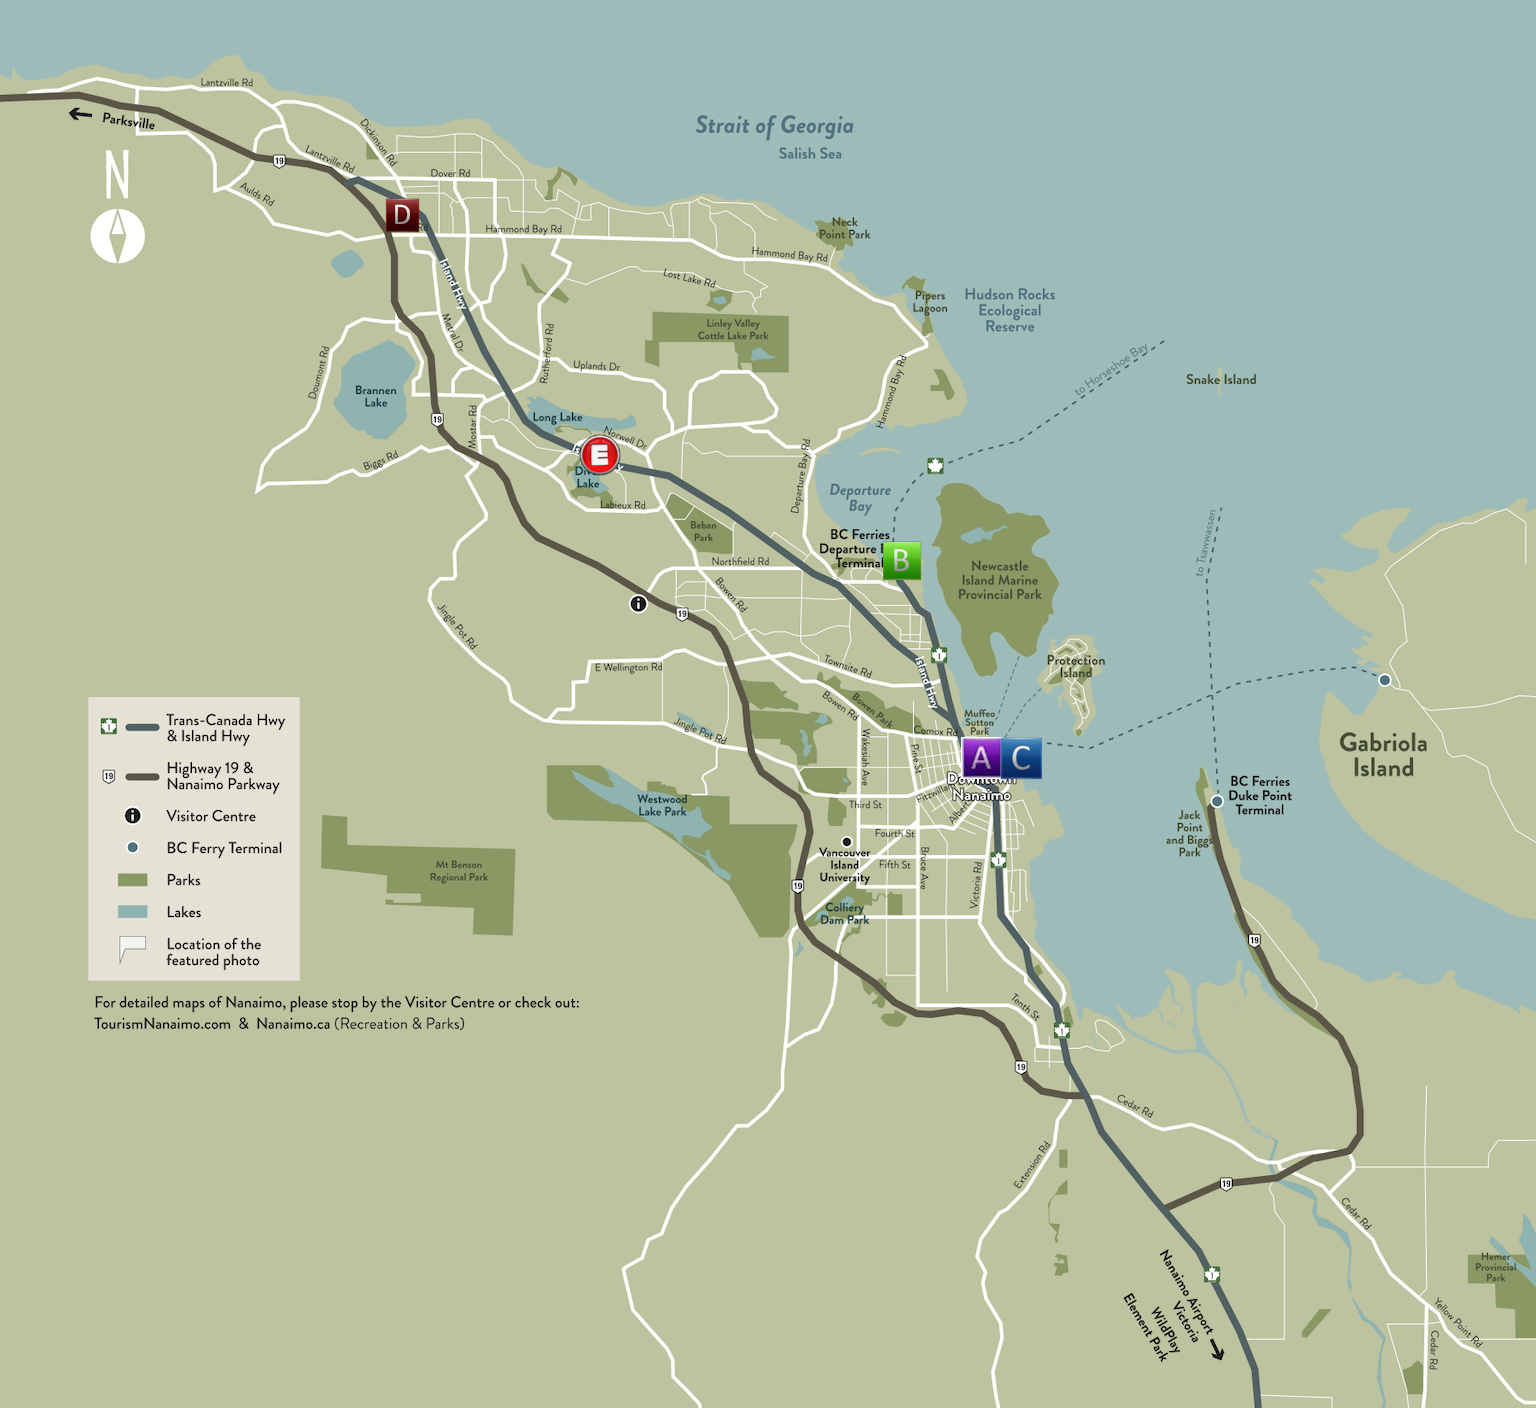 Lantzville Rd
Parksville
19
Lantzville Rd
Dickinson Rd
Aulds Rd
Dover Rd
N
D
Rd
Hammond Bay Rd
Strait of Georgia
Salish Sea
Neck
Point Park
Hammond Bay Rd
Lost Lake Rd
Island Hwy
Pipers
Lagoon
Hudson Rocks
Ecological
Reserve
Metral Dr
Rutherford Rd
Linley Valley
Cottle Lake Park
to Horseshoe Bay
Doumont Rd
Uplands Dr
Hammond Bay Rd
Snake Island
Brannen
Lake
Long Lake
Mostar Rd
19
Norwell Dr
E
Biggs Rd
Lake
Labieux Rd
Departure Bay Rd
Departure
Bay
Beban
Park
BC Ferries
Departure
Terminal
B
Newcastle
Island Marine
Provincial Park
to Tsawwassen
Northfield Rd
Bowen Rd
i
19
Jingle Pot Rd
E Wellington Rd
Townsite Rd
1
Island Hwy
Protection
Island
Bowen Rd
Bowen Park
Muffeo
Sutton
Park
Jingle Pot Rd
Comox Rd
Wakesiah Ave
Pine St
A
C
Downtown
Nanaimo
Gabriola
Island
1 Trans-Canada Hwy
& Island Hwy
19 Highway 19 &
Nanaimo Parkway
i Visitor Centre
BC Ferry Terminal
Parks
Lakes
Location of the
featured photo
Westwood
Lake Park
Third St
Fitzwilliam
Albert
BC Ferries
Duke Point
Terminal
Jack
Point
and Biggs
Park
Fourth St
Vancouver
Island
University
Fifth St
Bruce Ave
Victoria Rd
1
Mt Benson
Regional Park
19
Colliery
Dam Park
19
For detailed maps of Nanaimo, please stop by the Visitor Centre or check out:
TourismNanaimo.com & Nanaimo.ca (Recreation & Parks)
Tenth St
1
19
Cedar Rd
Extension Rd
19
Cedar Rd
Nanaimo Airport
Victoria
WildPlay
Element Park
1
Hemer
Provincial
Park
Yellow Point Rd
Cedar Rd